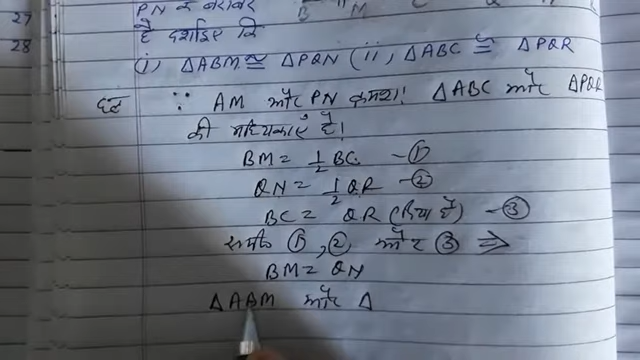 27
28
PN के बराबर
B M Q
है दर्शाइए कि
(i) ΔABM ≅ ΔPQN (ii) ΔABC ≅ ΔPQR
हल ∵ AM और PN क्रमशः ΔABC और ΔPQR
की माध्यिकाएँ हैं।
BM = 1/2 BC - ①
QN = 1/2 QR - ②
BC = QR (दिया है) - ③
समी० ①, ② और ③ ⇒
BM = QN
ΔABM और Δ